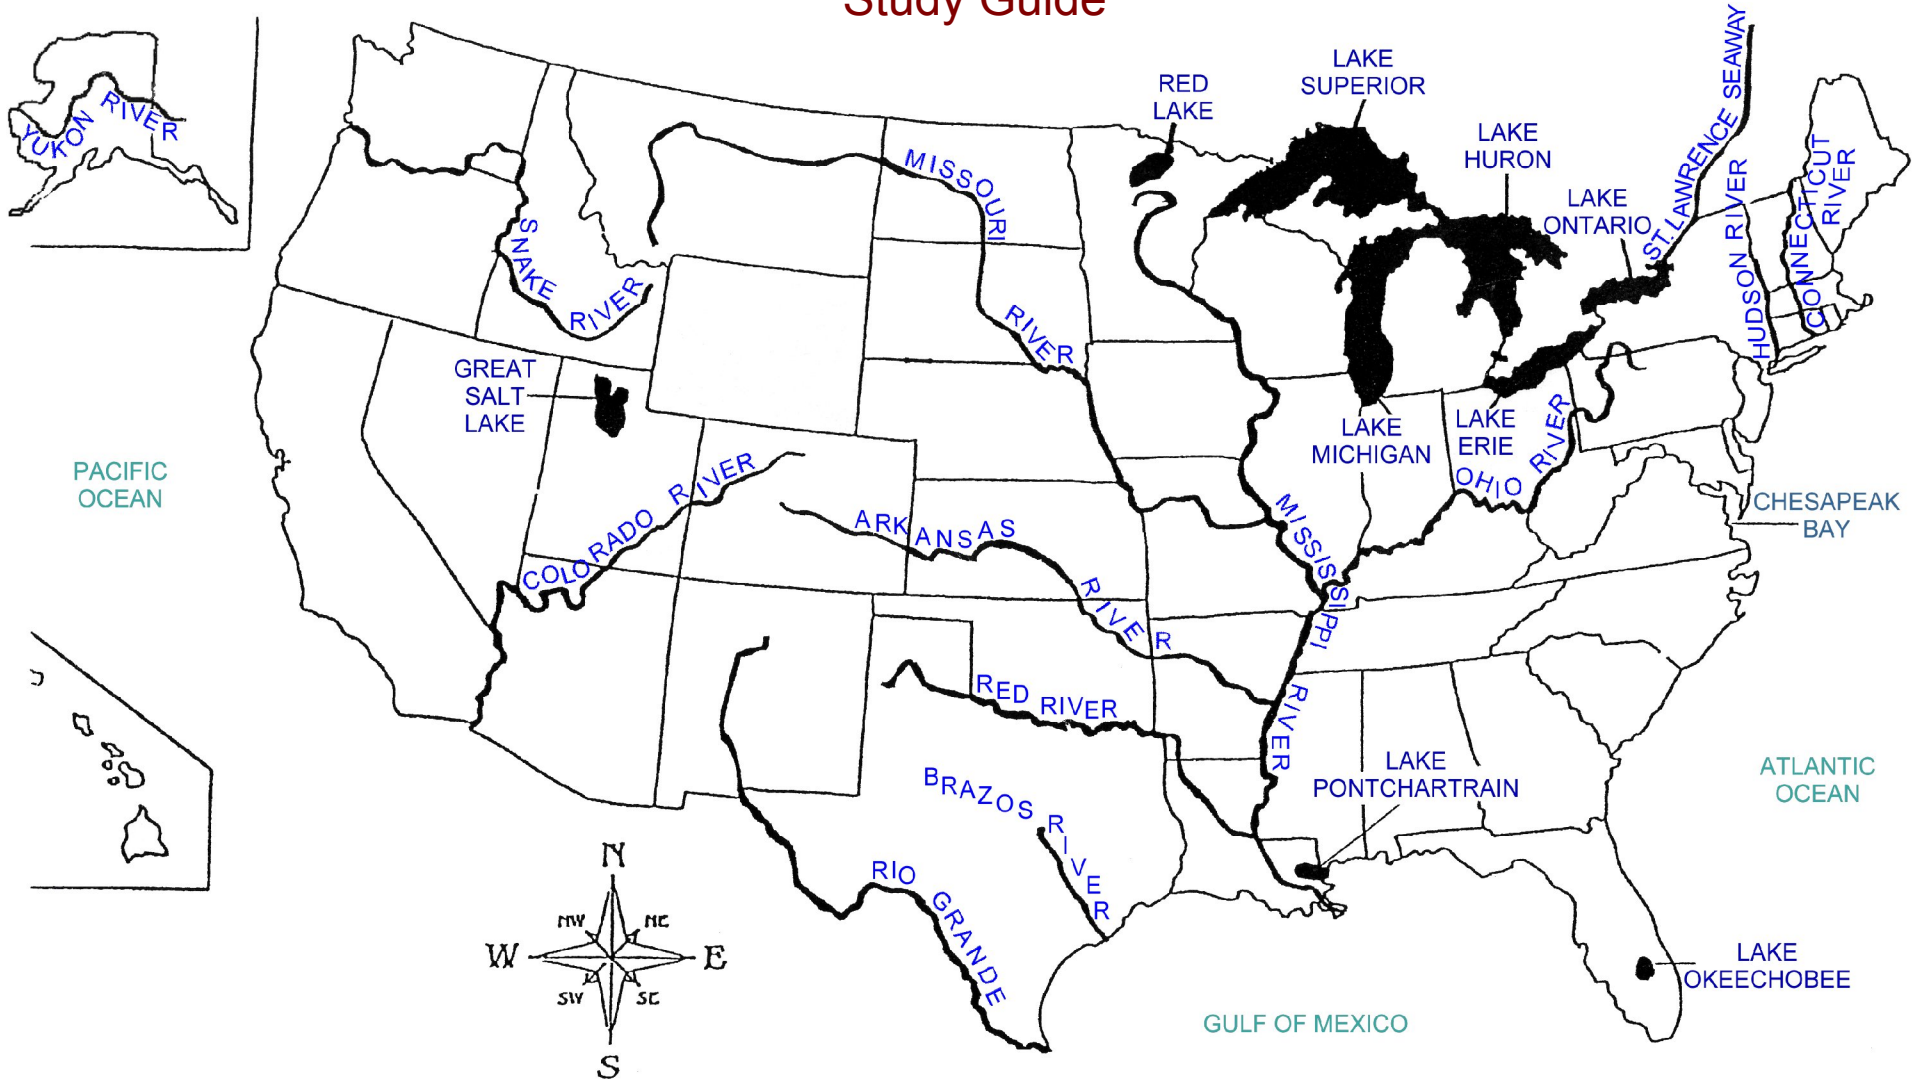 Study Guide
YUKON RIVER
RED
LAKE
LAKE
SUPERIOR
LAKE
HURON
LAKE
ONTARIO
ST. LAWRENCE SEAWAY
HUDSON RIVER
CONNECTICUT
RIVER
MISSOURI
RIVER
SNAKE
RIVER
GREAT
SALT
LAKE
LAKE
MICHIGAN
LAKE
ERIE
OHIO RIVER
PACIFIC
OCEAN
COLORADO RIVER
ARKANSAS
RIVER
MISSISSIPPI
RIVER
CHESAPEAK
BAY
RED RIVER
BRAZOS
RIVER
LAKE
PONTCHARTRAIN
ATLANTIC
OCEAN
RIO
GRANDE
N
NW NE
W E
SW SE
S
LAKE
OKEECHOBEE
GULF OF MEXICO